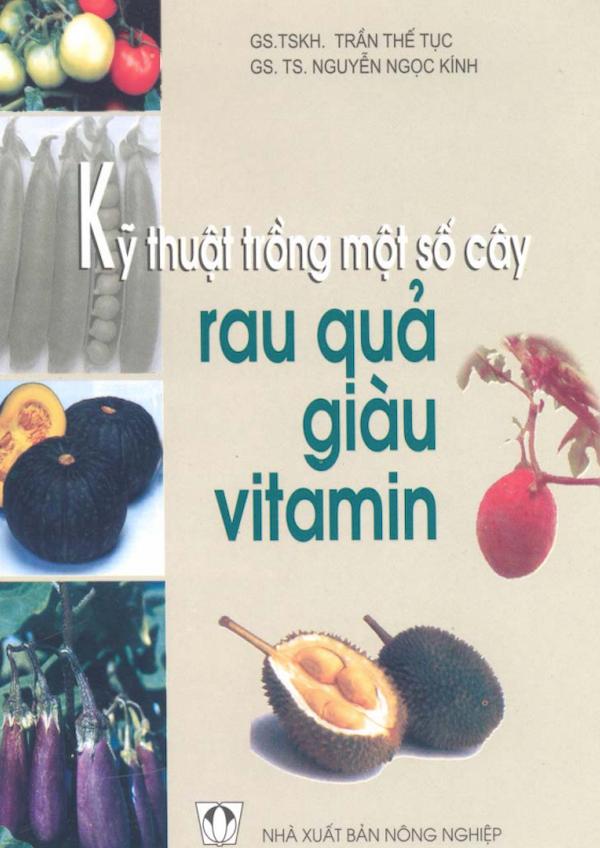 GS.TSKH. TRẦN THẾ TỤC
GS. TS. NGUYỄN NGỌC KÍNH
Kỹ thuật trồng một số cây
rau quả
giàu
vitamin
NHÀ XUẤT BẢN NÔNG NGHIỆP